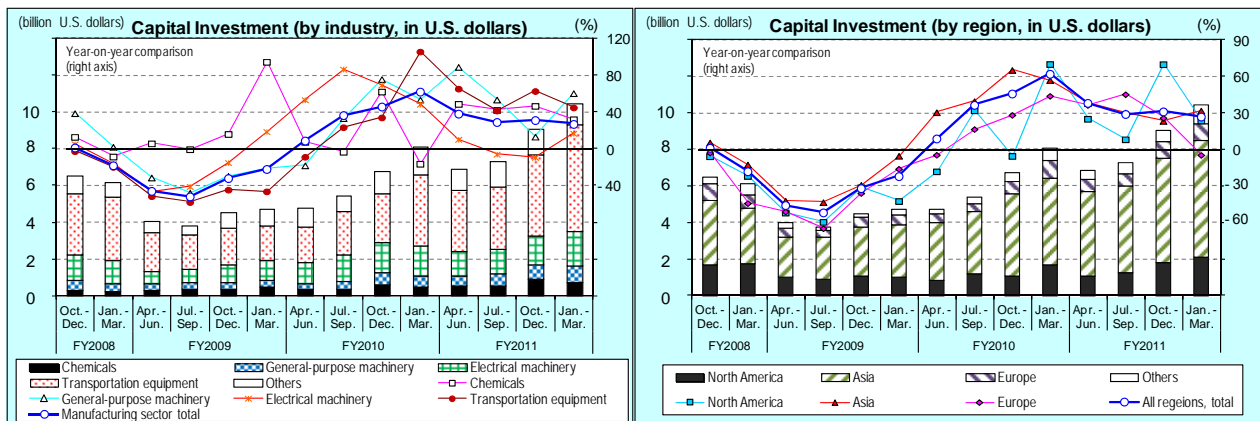 (billion U.S. dollars)
Capital Investment (by industry, in U.S. dollars)
(%)
Year-on-year comparison
(right axis)
120
80
40
0
-40
10
8
6
4
2
0
Oct. - Dec.
Jan. - Mar.
Apr. - Jun.
Jul. - Sep.
Oct. - Dec.
Jan. - Mar.
Apr. - Jun.
Jul. - Sep.
Oct. - Dec.
Jan. - Mar.
Apr. - Jun.
Jul. - Sep.
Oct. - Dec.
Jan. - Mar.
FY2008
FY2009
FY2010
FY2011
Chemicals
General-purpose machinery
Electrical machinery
Transportation equipment
Others
Chemicals
General-purpose machinery
Electrical machinery
Transportation equipment
Manufacturing sector total
(billion U.S. dollars)
Capital Investment (by region, in U.S. dollars)
(%)
Year-on-year comparison
(right axis)
90
60
30
0
-30
-60
10
8
6
4
2
0
Oct. - Dec.
Jan. - Mar.
Apr. - Jun.
Jul. - Sep.
Oct. - Dec.
Jan. - Mar.
Apr. - Jun.
Jul. - Sep.
Oct. - Dec.
Jan. - Mar.
Apr. - Jun.
Jul. - Sep.
Oct. - Dec.
Jan. - Mar.
FY2008
FY2009
FY2010
FY2011
North America
Asia
Europe
Others
North America
Asia
Europe
All regeions, total